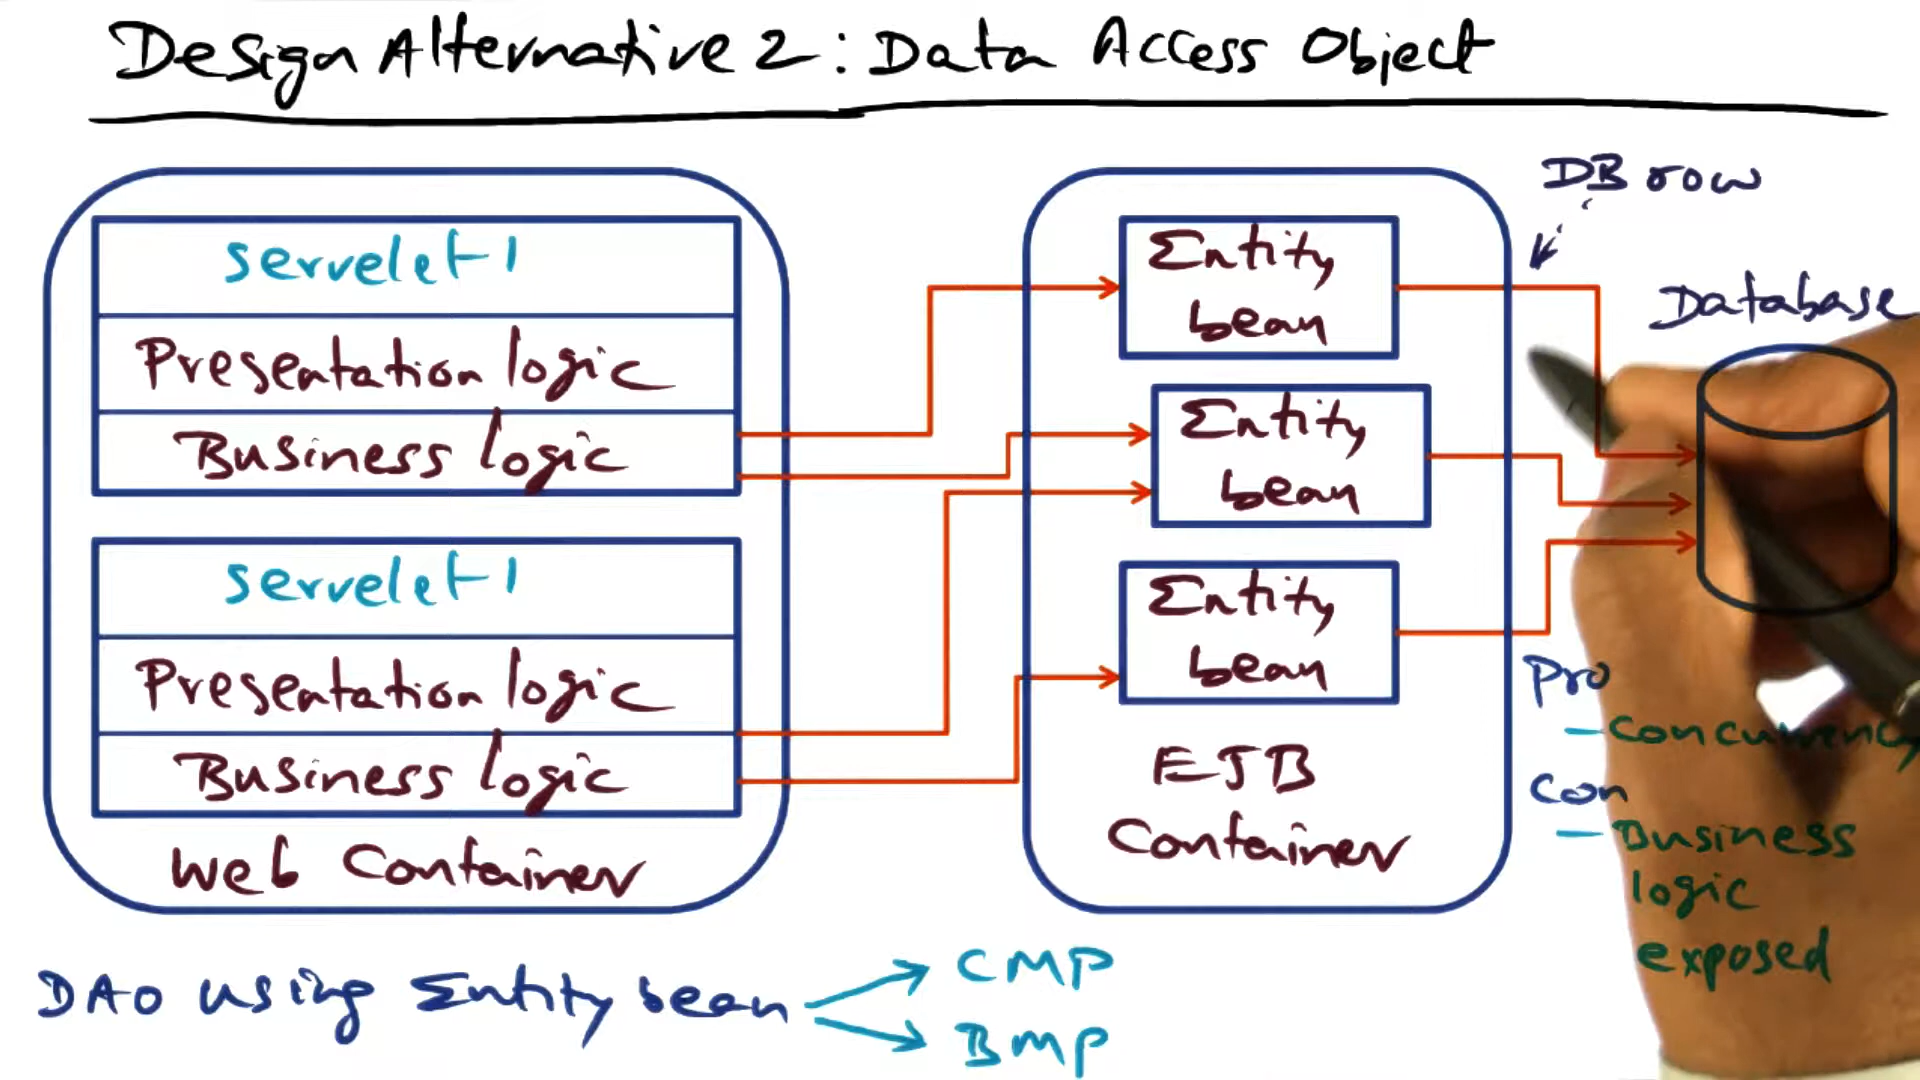 Design Alternative 2: Data Access Object
DB row
Database
servelet 1
Presentation logic
Business logic
servelet 1
Presentation logic
Business logic
Web Container
Entity
bean
Entity
bean
Entity
bean
EJB
Container
Pro
- Concurrency
Con
- Business
logic
exposed
DAO using Entity bean
CMP
BMP